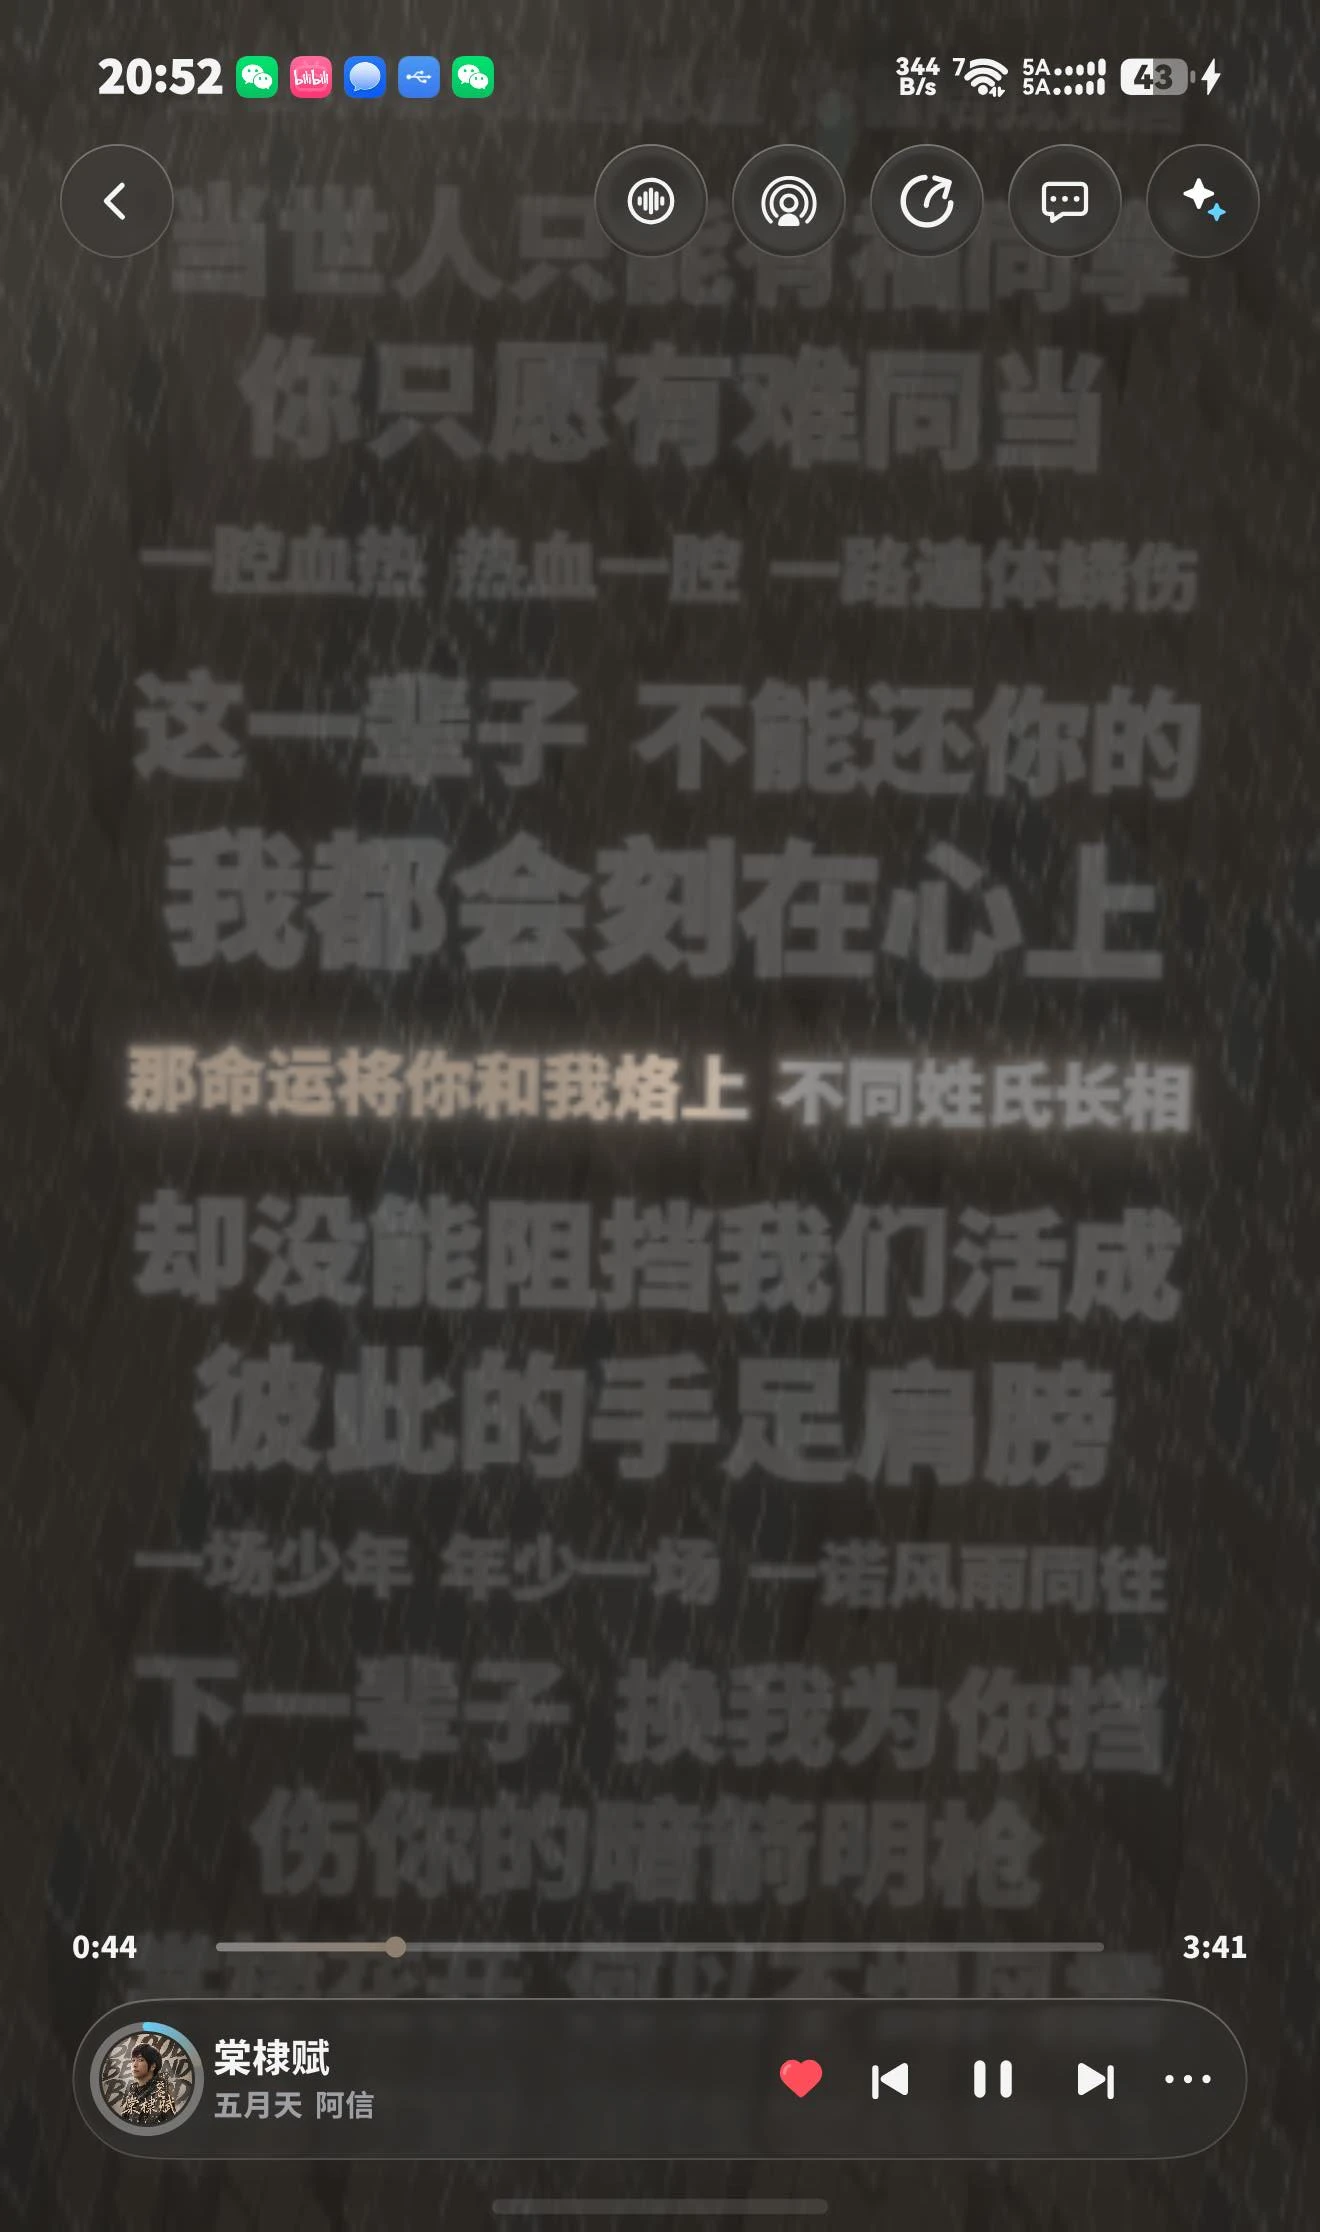 20:52
bilibili
344 B/s
7
5A
5A
43
当世人只能有福同享
你只愿有难同当
一腔血热 热血一腔 一路遍体鳞伤
这一辈子 不能还你的
我都会刻在心上
那命运将你和我烙上 不同姓氏长相
却没能阻挡我们活成
彼此的手足肩膀
一场少年 年少一场 一诺风雨同往
下一辈子 换我为你挡
伤你的暗箭明枪
0:44
3:41
棠棣赋
五月天 阿信